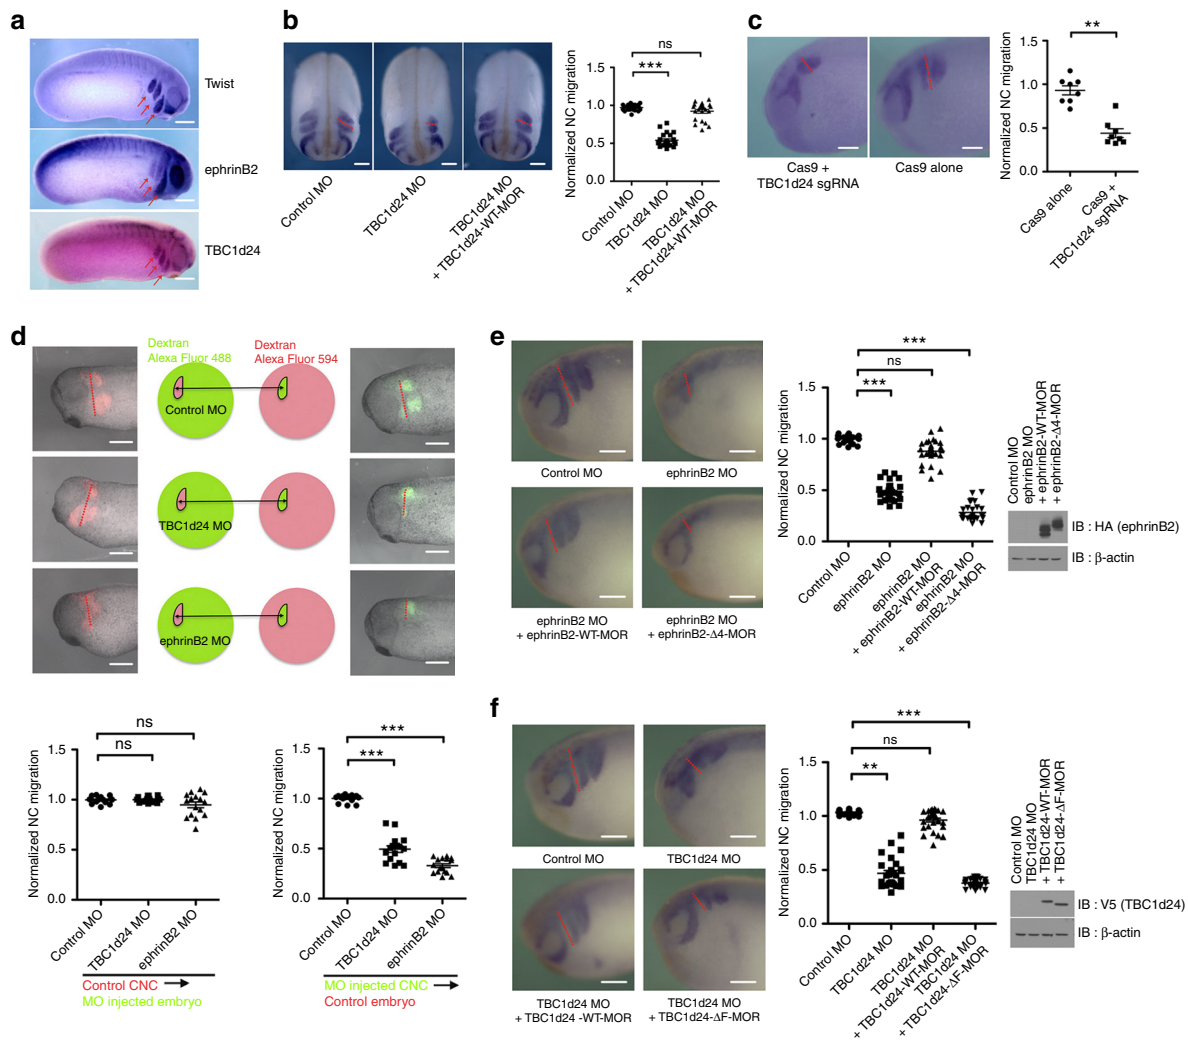 a
Twist
ephrinB2
TBC1d24
b
Control MO
TBC1d24 MO
TBC1d24 MO
+ TBC1d24-WT-MOR
Normalized NC migration
1.5
1.0
0.5
0.0
ns
***
Control MO
TBC1d24 MO
TBC1d24 MO
+ TBC1d24-WT-MOR
c
Cas9 +
TBC1d24 sgRNA
Cas9 alone
Normalized NC migration
1.5
1.0
0.5
0.0
**
Cas9 alone
Cas9 +
TBC1d24 sgRNA
d
Dextran
Alexa Fluor 488
Dextran
Alexa Fluor 594
Control MO
TBC1d24 MO
ephrinB2 MO
Normalized NC migration
1.5
1.0
0.5
0.0
ns
ns
Control MO
TBC1d24 MO
ephrinB2 MO
Control CNC
MO injected embryo
Normalized NC migration
1.5
1.0
0.5
0.0
***
***
Control MO
TBC1d24 MO
ephrinB2 MO
MO injected CNC
Control embryo
e
Control MO
ephrinB2 MO
ephrinB2 MO
+ ephrinB2-WT-MOR
ephrinB2 MO
+ ephrinB2-Δ4-MOR
Normalized NC migration
1.5
1.0
0.5
0.0
***
ns
***
Control MO
ephrinB2 MO
ephrinB2 MO
+ ephrinB2-WT-MOR
ephrinB2 MO
+ ephrinB2-Δ4-MOR
Control MO
ephrinB2 MO
+ ephrinB2-WT-MOR
+ ephrinB2-Δ4-MOR
IB : HA (ephrinB2)
IB : β-actin
f
Control MO
TBC1d24 MO
TBC1d24 MO
+ TBC1d24 -WT-MOR
TBC1d24 MO
+ TBC1d24-ΔF-MOR
Normalized NC migration
1.5
1.0
0.5
0.0
***
ns
**
Control MO
TBC1d24 MO
TBC1d24 MO
+ TBC1d24-WT-MOR
TBC1d24 MO
+ TBC1d24-ΔF-MOR
Control MO
TBC1d24 MO
+ TBC1d24-WT-MOR
+ TBC1d24-ΔF-MOR
IB : V5 (TBC1d24)
IB : β-actin